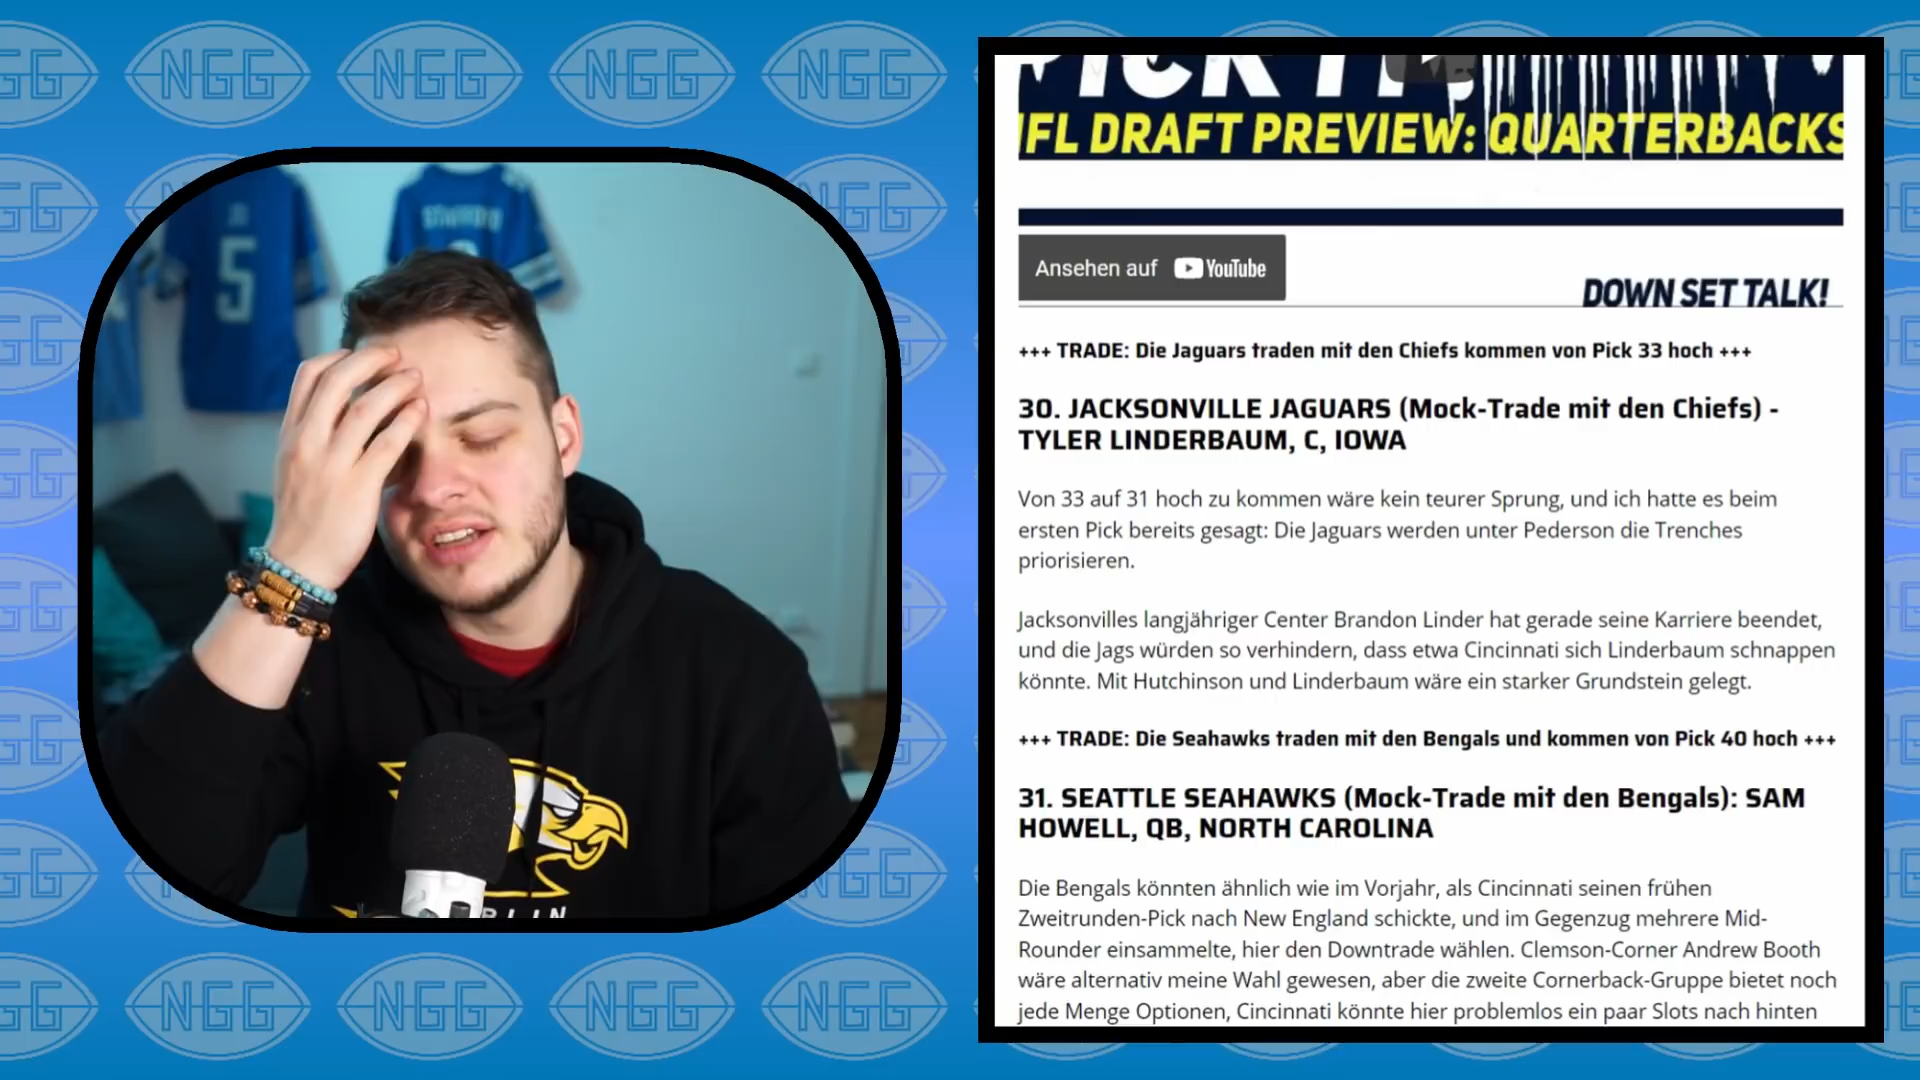 NGG
5
PICK IT!
NFL DRAFT PREVIEW: QUARTERBACKS
Ansehen auf YouTube
DOWN SET TALK!
+++ TRADE: Die Jaguars traden mit den Chiefs kommen von Pick 33 hoch +++
30. JACKSONVILLE JAGUARS (Mock-Trade mit den Chiefs) -
TYLER LINDERBAUM, C, IOWA
Von 33 auf 31 hoch zu kommen wäre kein teurer Sprung, und ich hatte es beim
ersten Pick bereits gesagt: Die Jaguars werden unter Pederson die Trenches
priorisieren.
Jacksonvilles langjähriger Center Brandon Linder hat gerade seine Karriere beendet,
und die Jags würden so verhindern, dass etwa Cincinnati sich Linderbaum schnappen
könnte. Mit Hutchinson und Linderbaum wäre ein starker Grundstein gelegt.
+++ TRADE: Die Seahawks traden mit den Bengals und kommen von Pick 40 hoch +++
31. SEATTLE SEAHAWKS (Mock-Trade mit den Bengals): SAM
HOWELL, QB, NORTH CAROLINA
Die Bengals könnten ähnlich wie im Vorjahr, als Cincinnati seinen frühen
Zweitrunden-Pick nach New England schickte, und im Gegenzug mehrere Mid-
Rounder einsammelte, hier den Downtrade wählen. Clemson-Corner Andrew Booth
wäre alternativ meine Wahl gewesen, aber die zweite Cornerback-Gruppe bietet noch
jede Menge Optionen, Cincinnati könnte hier problemlos ein paar Slots nach hinten